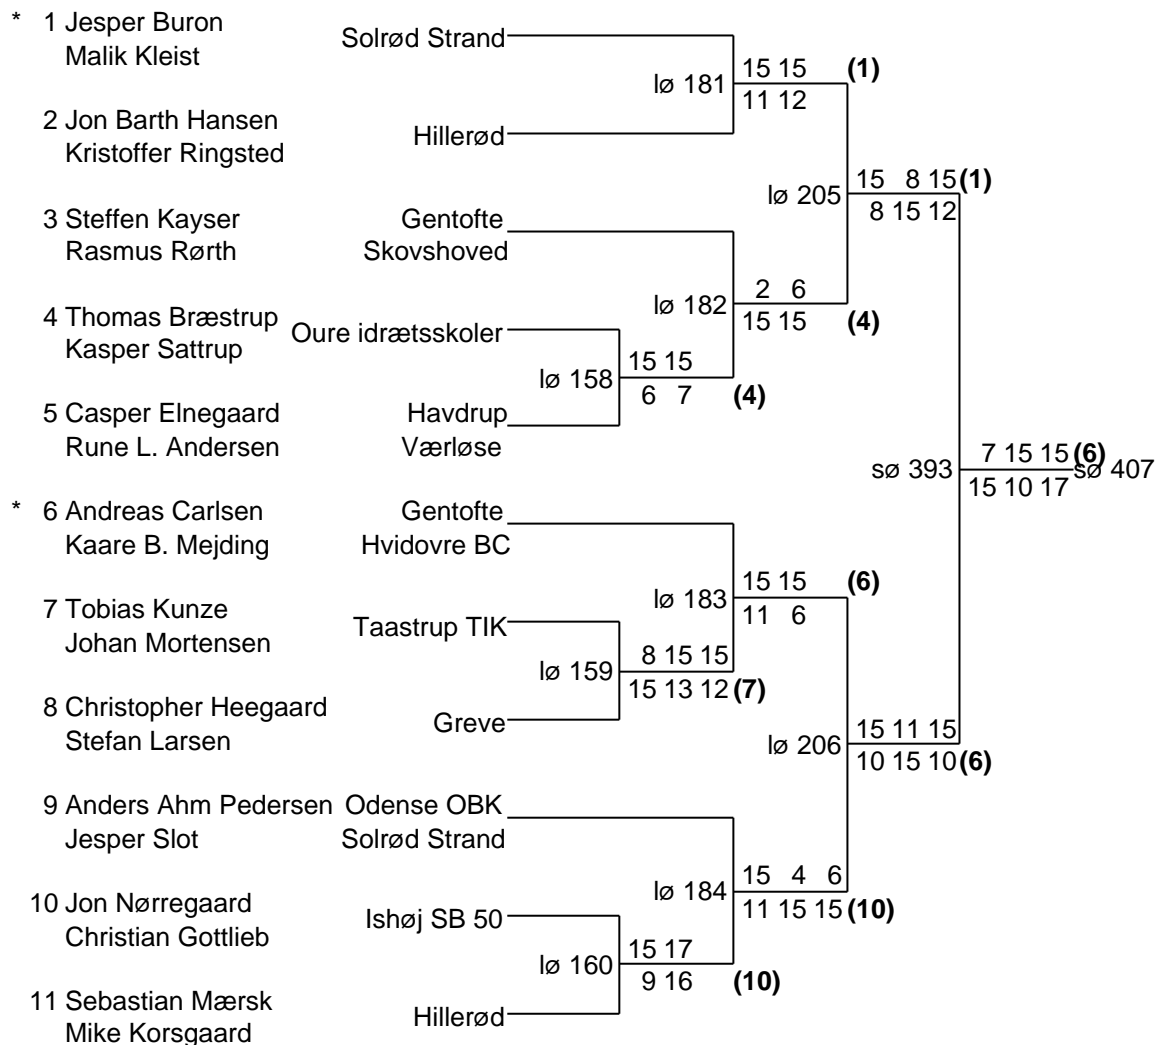 * 1 Jesper Buron
Malik Kleist
Solrød Strand
lø 181
15 15 (1)
11 12
2 Jon Barth Hansen
Kristoffer Ringsted
Hillerød
lø 205
15 8 15 (1)
8 15 12
3 Steffen Kayser
Rasmus Rørth
Gentofte
Skovshoved
lø 182
2 6
15 15 (4)
4 Thomas Bræstrup
Kasper Sattrup
Oure idrætsskoler
lø 158
15 15
6 7 (4)
5 Casper Elnegaard
Rune L. Andersen
Havdrup
Værløse
sø 393
7 15 15 (6)
15 10 17
sø 407
* 6 Andreas Carlsen
Kaare B. Mejding
Gentofte
Hvidovre BC
lø 183
15 15 (6)
11 6
7 Tobias Kunze
Johan Mortensen
Taastrup TIK
lø 159
8 15 15
15 13 12 (7)
8 Christopher Heegaard
Stefan Larsen
Greve
lø 206
15 11 15
10 15 10 (6)
9 Anders Ahm Pedersen
Jesper Slot
Odense OBK
Solrød Strand
lø 184
15 4 6
11 15 15 (10)
10 Jon Nørregaard
Christian Gottlieb
Ishøj SB 50
lø 160
15 17
9 16 (10)
11 Sebastian Mærsk
Mike Korsgaard
Hillerød